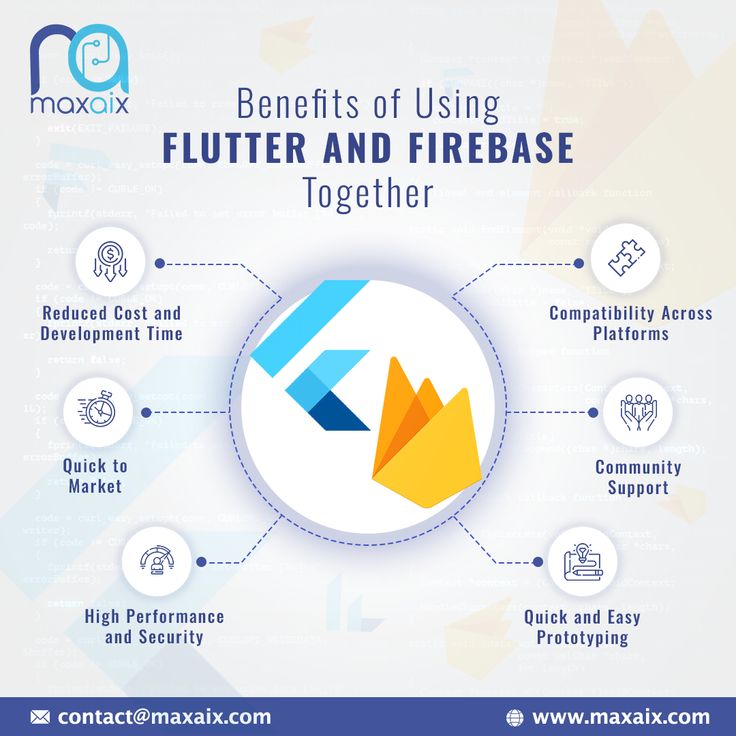 maxaix
Benefits of Using
FLUTTER AND FIREBASE
Together
Reduced Cost and
Development Time
Compatibility Across
Platforms
Quick to
Market
Community
Support
High Performance
and Security
Quick and Easy
Prototyping
contact@maxaix.com
www.maxaix.com